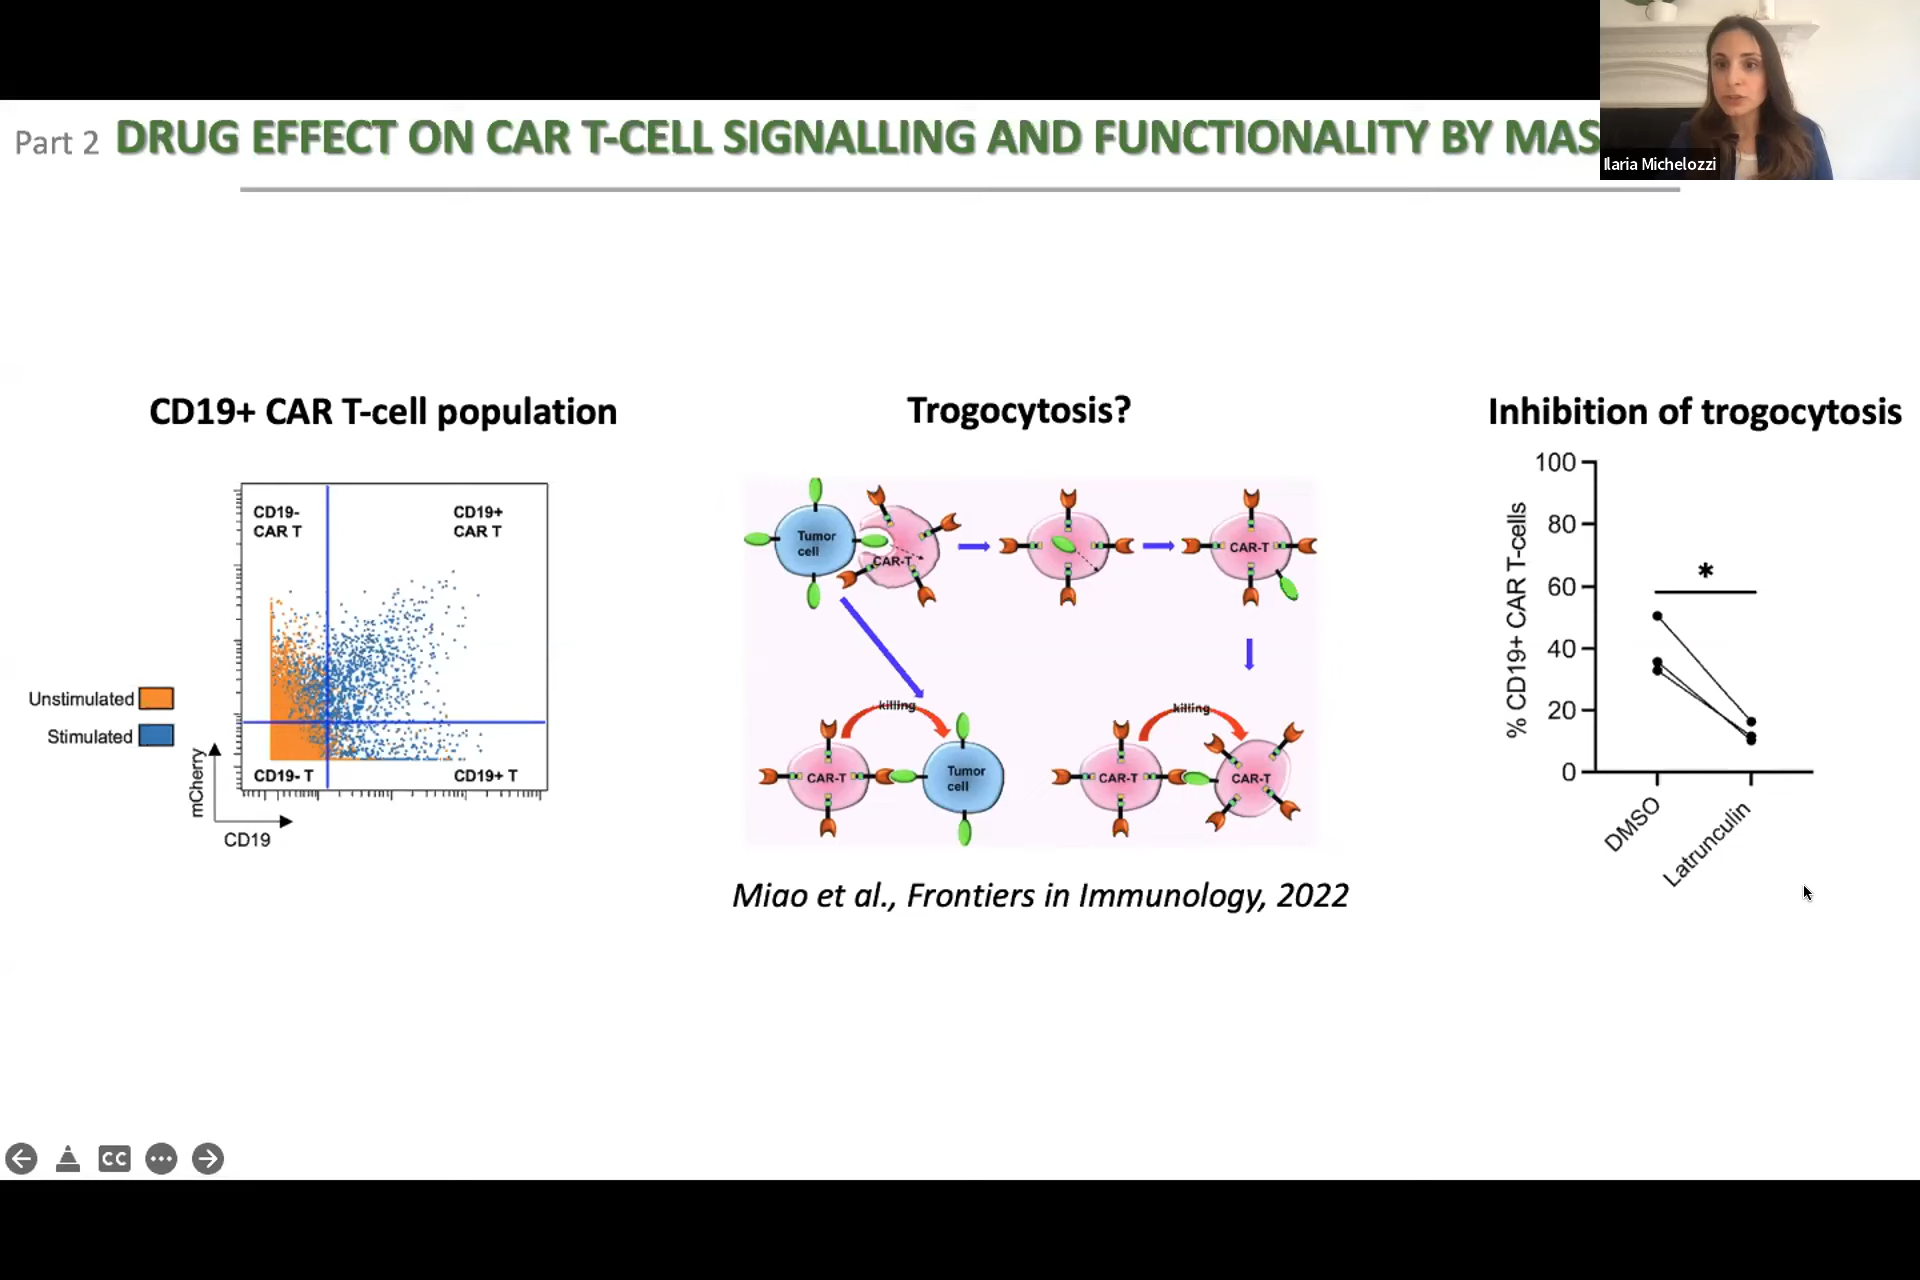 Part 2 DRUG EFFECT ON CAR T-CELL SIGNALLING AND FUNCTIONALITY BY MAS
Ilaria Michelozzi
CD19+ CAR T-cell population
CD19-
CAR T
CD19+
CAR T
Unstimulated
Stimulated
mCherry
CD19- T
CD19+ T
CD19
Trogocytosis?
Tumor
cell
CAR-T
CAR-T
killing
CAR-T
Tumor
cell
killing
CAR-T
CAR-T
Miao et al., Frontiers in Immunology, 2022
Inhibition of trogocytosis
% CD19+ CAR T-cells
100
80
60
40
20
0
*
DMSO
Latrunculin
CC